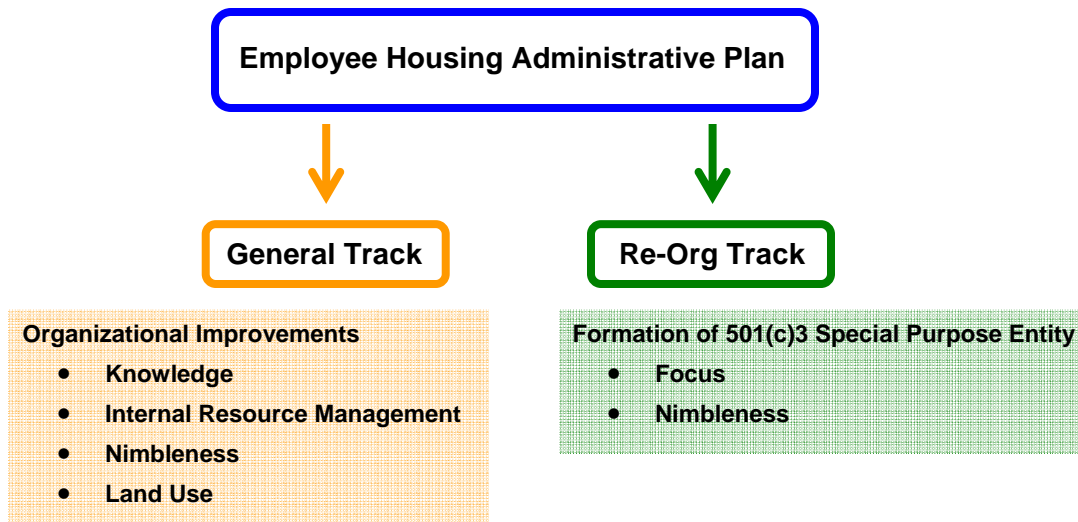 Employee Housing Administrative Plan
General Track
Re-Org Track
Organizational Improvements
• Knowledge
• Internal Resource Management
• Nimbleness
• Land Use
Formation of 501(c)3 Special Purpose Entity
• Focus
• Nimbleness